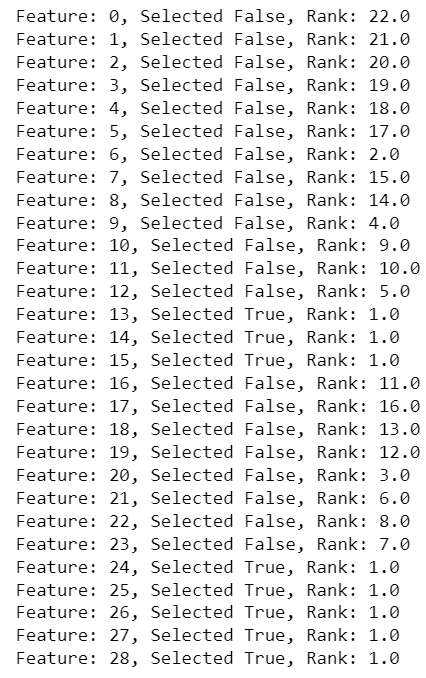 Feature: 0, Selected False, Rank: 22.0
Feature: 1, Selected False, Rank: 21.0
Feature: 2, Selected False, Rank: 20.0
Feature: 3, Selected False, Rank: 19.0
Feature: 4, Selected False, Rank: 18.0
Feature: 5, Selected False, Rank: 17.0
Feature: 6, Selected False, Rank: 2.0
Feature: 7, Selected False, Rank: 15.0
Feature: 8, Selected False, Rank: 14.0
Feature: 9, Selected False, Rank: 4.0
Feature: 10, Selected False, Rank: 9.0
Feature: 11, Selected False, Rank: 10.0
Feature: 12, Selected False, Rank: 5.0
Feature: 13, Selected True, Rank: 1.0
Feature: 14, Selected True, Rank: 1.0
Feature: 15, Selected True, Rank: 1.0
Feature: 16, Selected False, Rank: 11.0
Feature: 17, Selected False, Rank: 16.0
Feature: 18, Selected False, Rank: 13.0
Feature: 19, Selected False, Rank: 12.0
Feature: 20, Selected False, Rank: 3.0
Feature: 21, Selected False, Rank: 6.0
Feature: 22, Selected False, Rank: 8.0
Feature: 23, Selected False, Rank: 7.0
Feature: 24, Selected True, Rank: 1.0
Feature: 25, Selected True, Rank: 1.0
Feature: 26, Selected True, Rank: 1.0
Feature: 27, Selected True, Rank: 1.0
Feature: 28, Selected True, Rank: 1.0